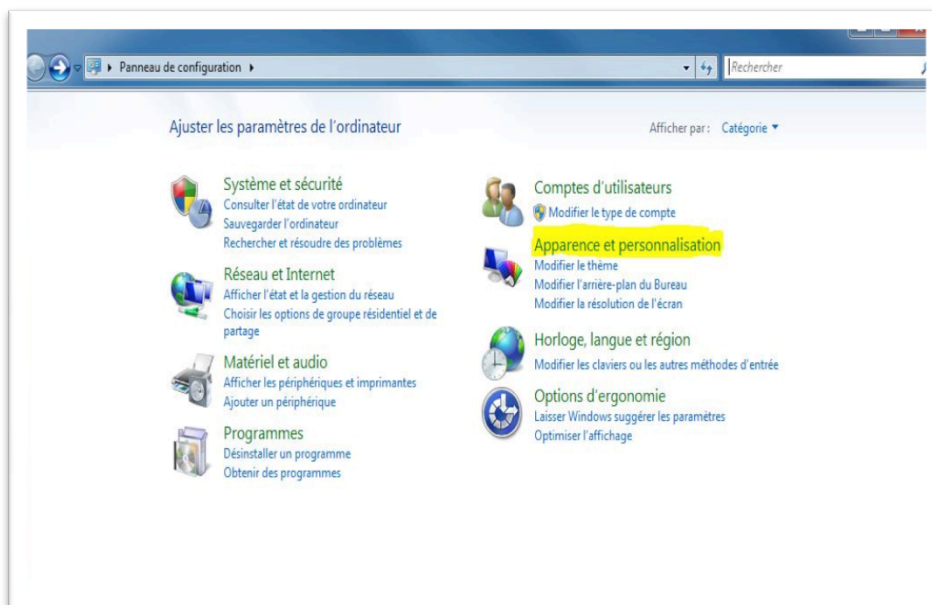 Panneau de configuration
Rechercher
Ajuster les paramètres de l'ordinateur
Afficher par : Catégorie
Système et sécurité
Consulter l'état de votre ordinateur
Sauvegarder l'ordinateur
Rechercher et résoudre des problèmes
Réseau et Internet
Afficher l'état et la gestion du réseau
Choisir les options de groupe résidentiel et de
partage
Matériel et audio
Afficher les périphériques et imprimantes
Ajouter un périphérique
Programmes
Désinstaller un programme
Obtenir des programmes
Comptes d'utilisateurs
Modifier le type de compte
Apparence et personnalisation
Modifier le thème
Modifier l'arrière-plan du Bureau
Modifier la résolution de l'écran
Horloge, langue et région
Modifier les claviers ou les autres méthodes d'entrée
Options d'ergonomie
Laisser Windows suggérer les paramètres
Optimiser l'affichage